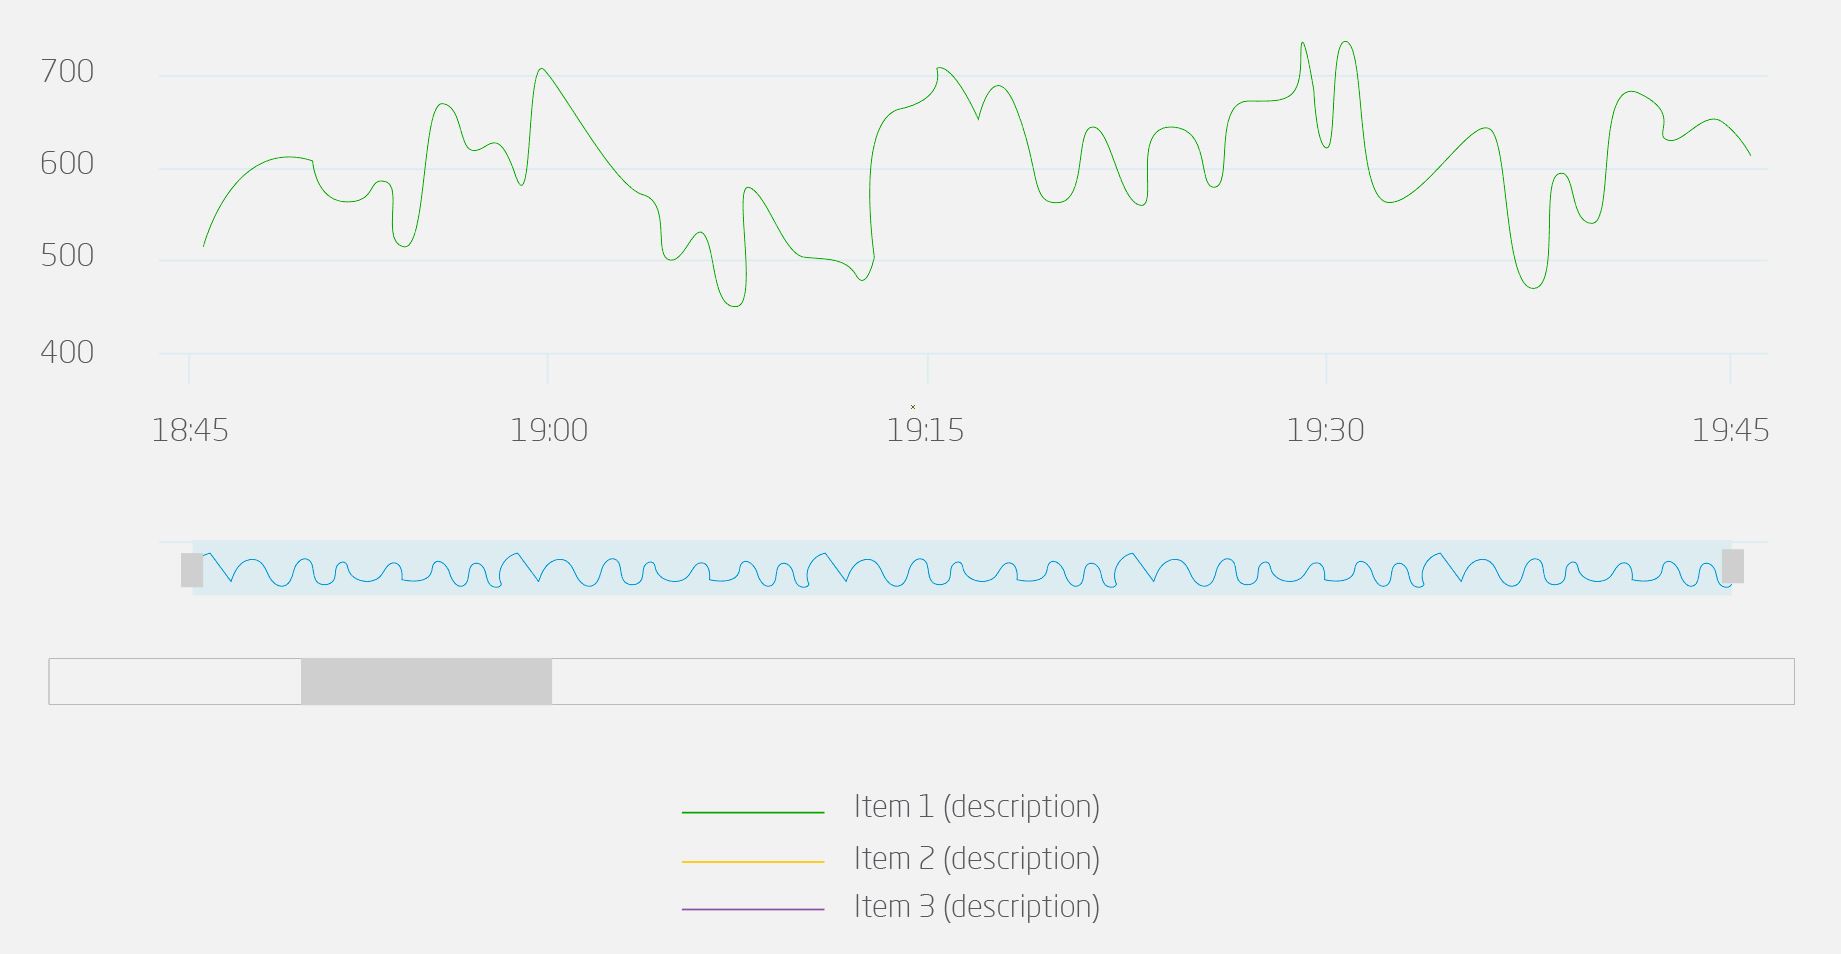 700
600
500
400
18:45 19:00 19:15 19:30 19:45
Item 1 (description)
Item 2 (description)
Item 3 (description)